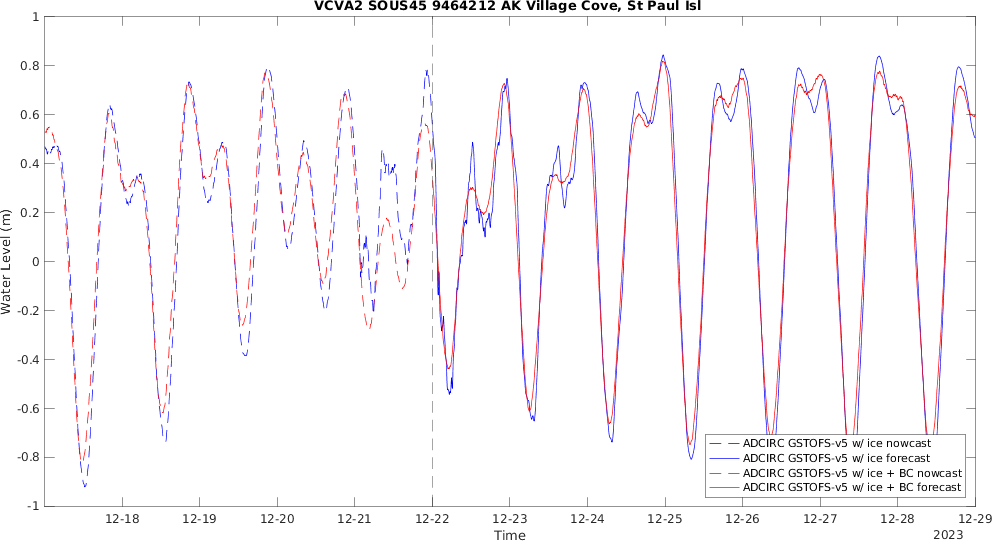 VCVA2 SOUS45 9464212 AK Village Cove, St Paul Isl
1
0.8
0.6
0.4
0.2
0
-0.2
-0.4
-0.6
-0.8
-1
Water Level (m)
12-18 12-19 12-20 12-21 12-22 12-23 12-24 12-25 12-26 12-27 12-28 12-29
Time
2023
ADCIRC GSTOFS-v5 w/ ice nowcast
ADCIRC GSTOFS-v5 w/ ice forecast
ADCIRC GSTOFS-v5 w/ ice + BC nowcast
ADCIRC GSTOFS-v5 w/ ice + BC forecast